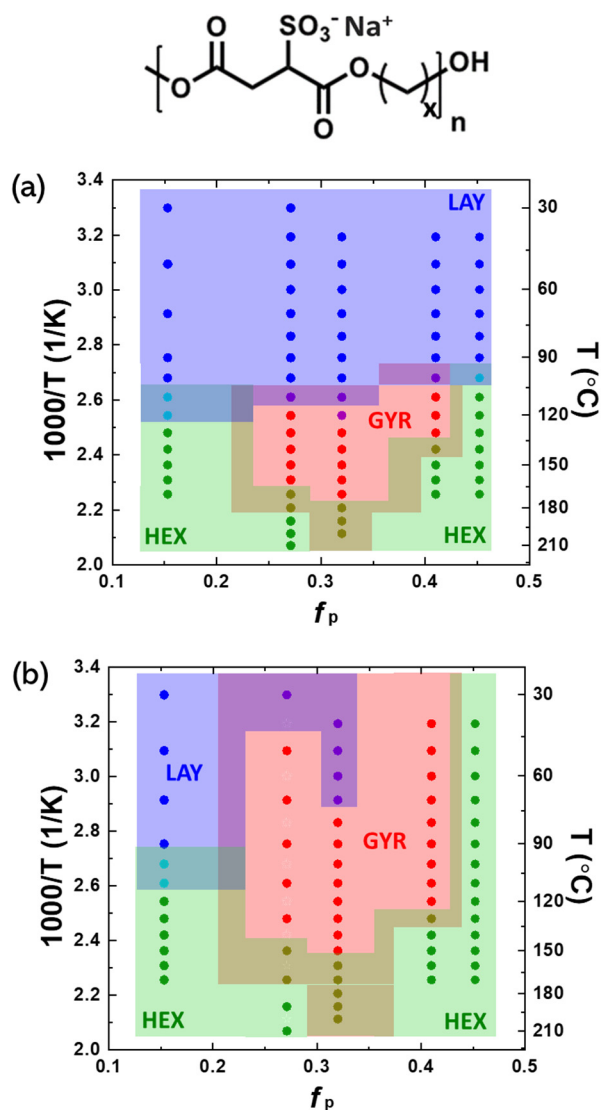 O SO₃⁻ Na⁺
O O OH
O x n
(a)
3.4
3.2 LAY 30
3.0 60
2.8 90
1000/T (1/K) T (°C)
2.6 GYR 120
2.4 150
2.2 HEX HEX 180
2.0 210
0.1 0.2 0.3 0.4 0.5
fp
(b)
3.4
3.2 30
3.0 LAY 60
2.8 GYR 90
1000/T (1/K) T (°C)
2.6 120
2.4 150
2.2 HEX HEX 180
2.0 210
0.1 0.2 0.3 0.4 0.5
fp